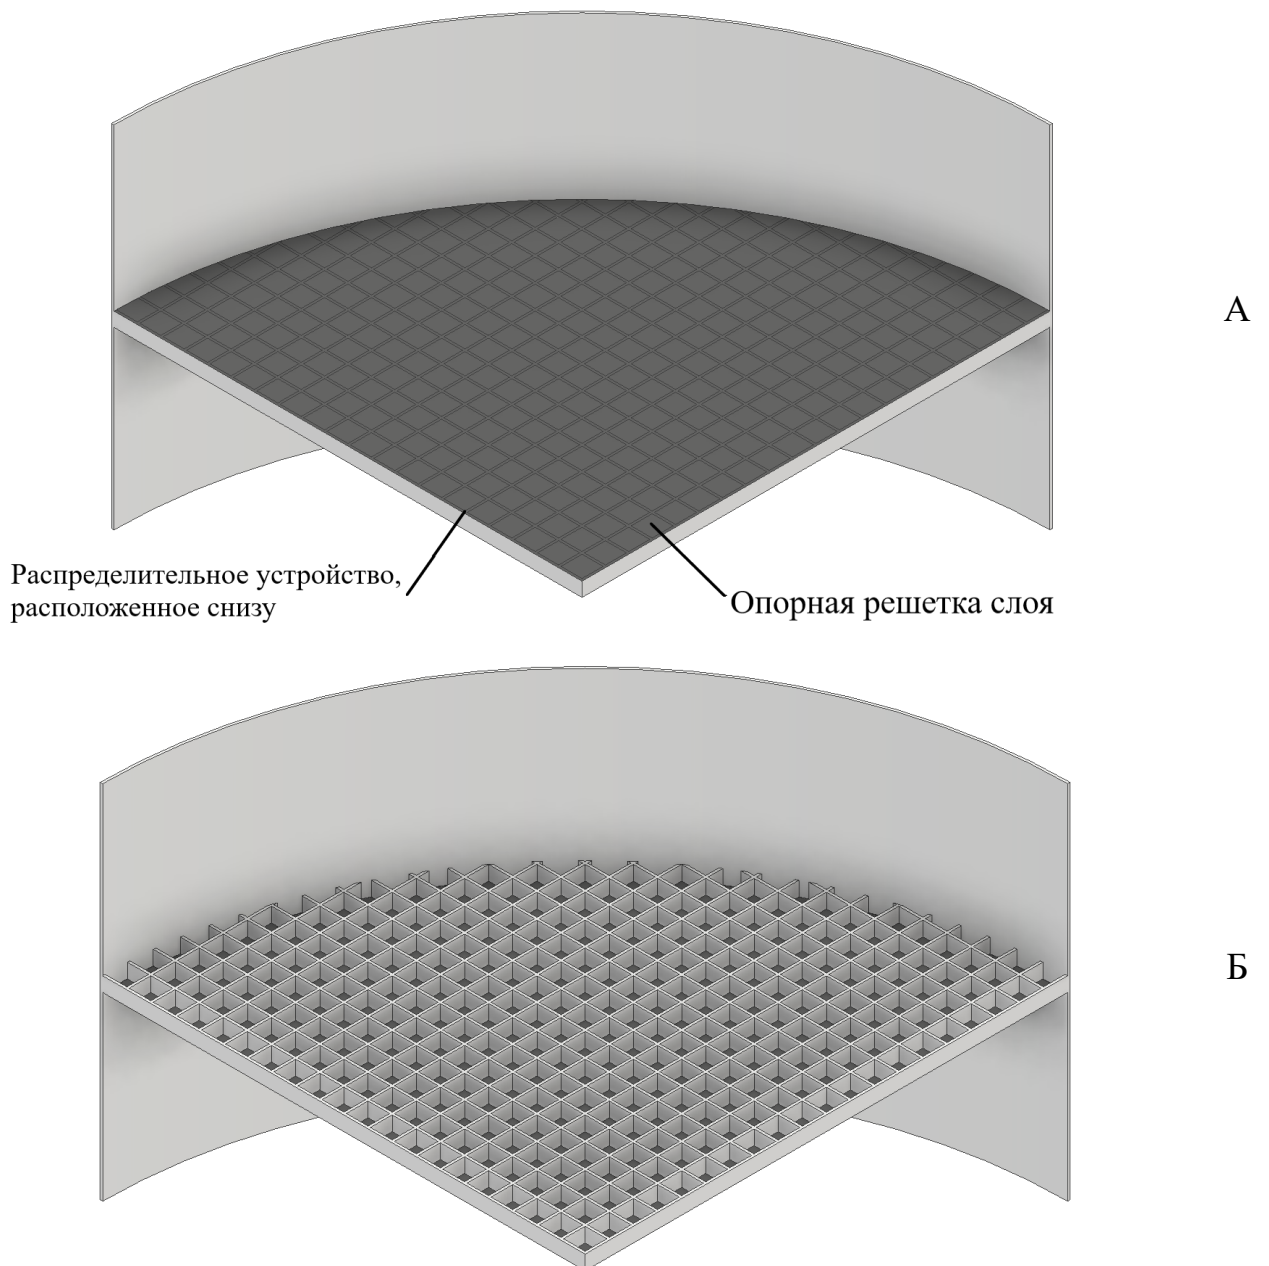 А
Распределительное устройство,
расположенное снизу
Опорная решетка слоя
Б